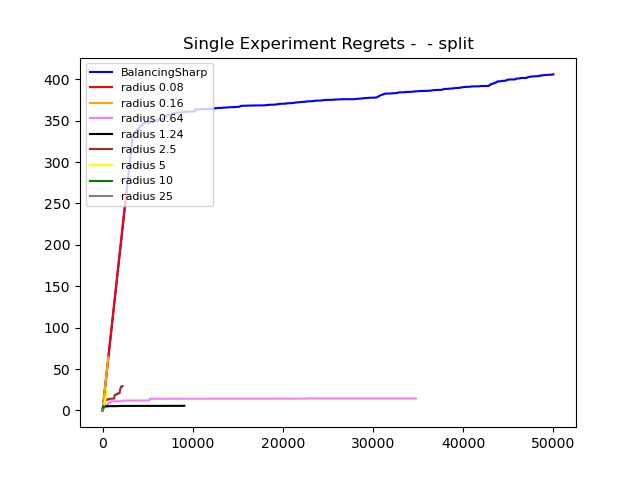 Single Experiment Regrets -  - split
400
350
300
250
200
150
100
50
0
BalancingSharp
radius 0.08
radius 0.16
radius 0.64
radius 1.24
radius 2.5
radius 5
radius 10
radius 25
0 10000 20000 30000 40000 50000